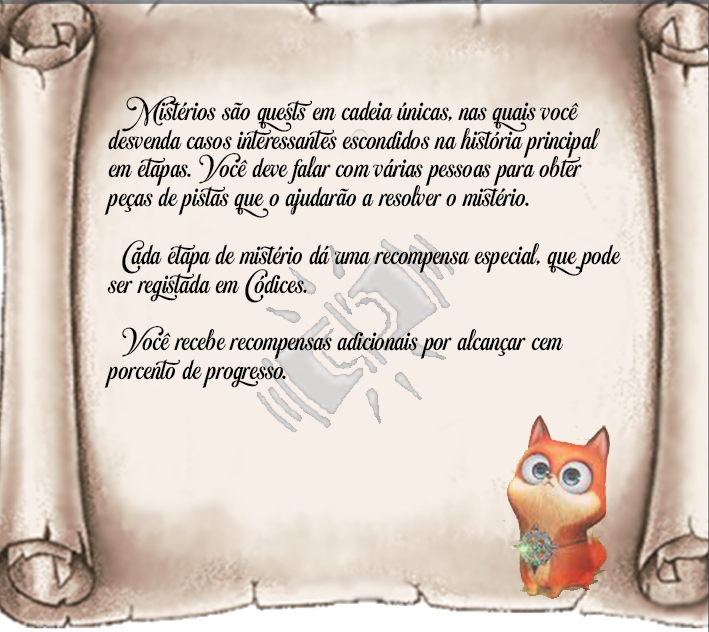 Mistérios são quests em cadeia únicas, nas quais você
desvenda casos interessantes escondidos na história principal
em etapas. Você deve falar com várias pessoas para obter
peças de pistas que o ajudarão a resolver o mistério.
Cada etapa de mistério dá uma recompensa especial, que pode
ser registada em Códices.
Você recebe recompensas adicionais por alcançar cem
porcento de progresso.